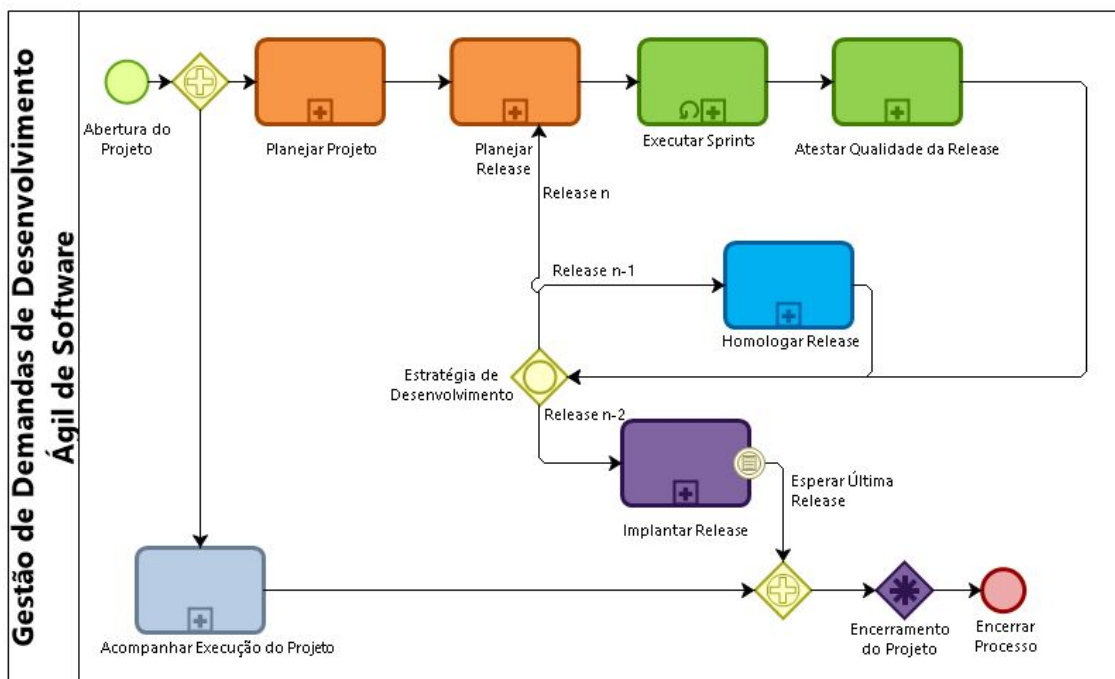 Gestão de Demandas de Desenvolvimento
Ágil de Software
Abertura do
Projeto
Planejar Projeto
Planejar
Release
Executar Sprints
Atestar Qualidade da Release
Release n
Release n-1
Homologar Release
Estratégia de
Desenvolvimento
Release n-2
Esperar Última
Release
Implantar Release
Acompanhar Execução do Projeto
Encerramento
do Projeto
Encerrar
Processo